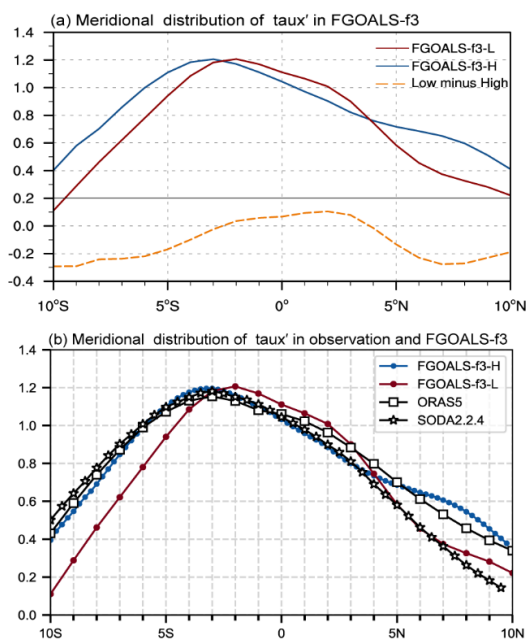 (a) Meridional distribution of taux′ in FGOALS-f3
1.4
1.2
1.0
0.8
0.6
0.4
0.2
0.0
-0.2
-0.4
FGOALS-f3-L
FGOALS-f3-H
Low minus High
10°S 5°S 0° 5°N 10°N
(b) Meridional distribution of taux′ in observation and FGOALS-f3
1.4
1.2
1.0
0.8
0.6
0.4
0.2
0.0
FGOALS-f3-H
FGOALS-f3-L
ORAS5
SODA2.2.4
10S 5S 0 5N 10N